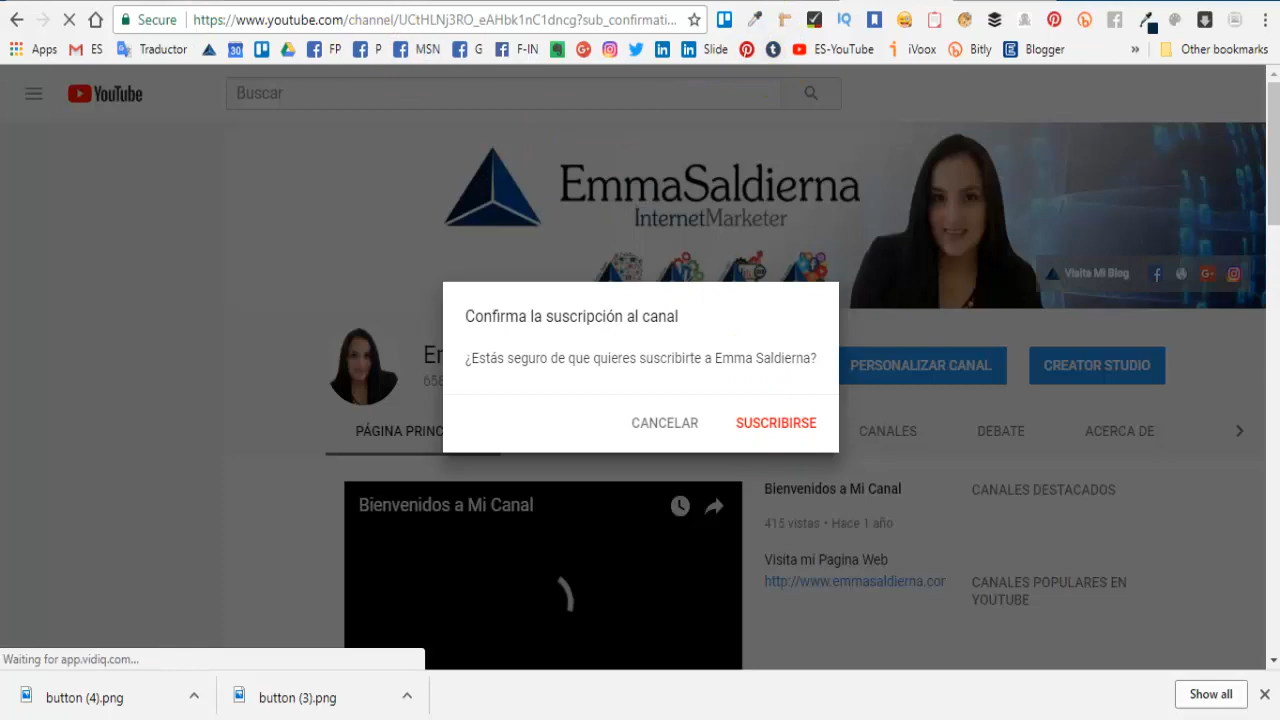 Secure https://www.youtube.com/channel/UCtHLNj3RO_eAHbk1nC1dncg?sub_confirmati...
Apps ES Traductor FP P MSN G F-IN Slide ES-YouTube iVoox Bitly Blogger » Other bookmarks
YouTube Buscar
EmmaSaldierna
InternetMarketer
Visita Mi Blog
Confirma la suscripción al canal
¿Estás seguro de que quieres suscribirte a Emma Saldierna?
CANCELAR SUSCRIBIRSE
PERSONALIZAR CANAL CREATOR STUDIO
PÁGINA PRINC CANALES DEBATE ACERCA DE
Bienvenidos a Mi Canal
Bienvenidos a Mi Canal
415 vistas • Hace 1 año
Visita mi Pagina Web
http://www.emmasaldierna.cor
CANALES DESTACADOS
CANALES POPULARES EN
YOUTUBE
Waiting for app.vidiq.com...
button (4).png button (3).png Show all